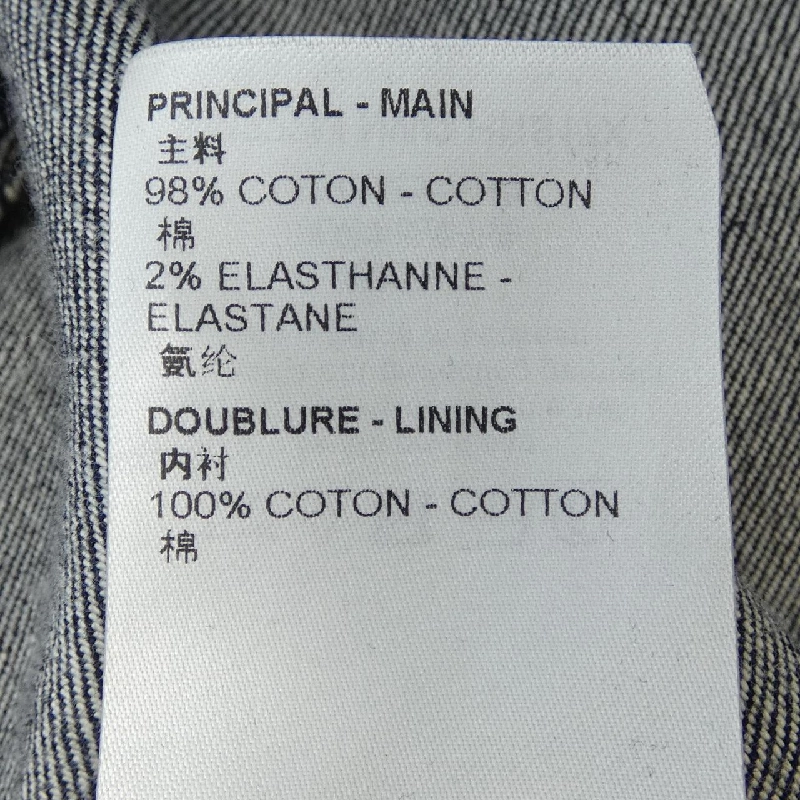 PRINCIPAL - MAIN
主料
98% COTON - COTTON
棉
2% ELASTHANNE -
ELASTANE
氨纶
DOUBLURE - LINING
内衬
100% COTON - COTTON
棉